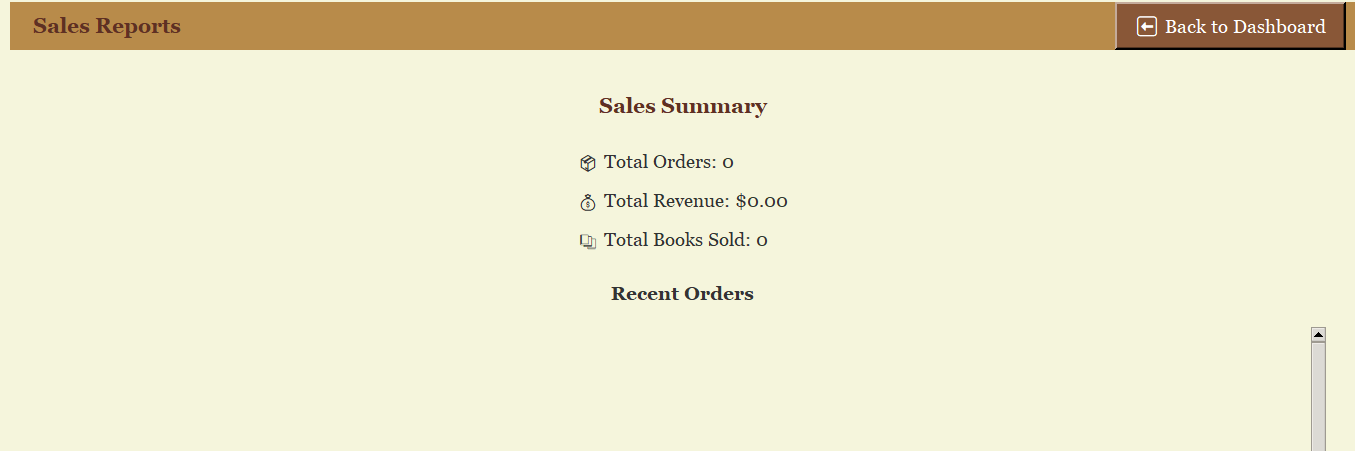 Sales Reports
Back to Dashboard
Sales Summary
Total Orders: 0
Total Revenue: $0.00
Total Books Sold: 0
Recent Orders